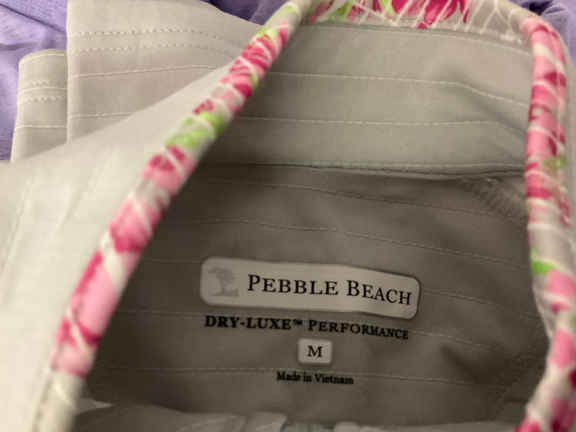 PEBBLE BEACH
DRY-LUXE™ PERFORMANCE
M
Made in Vietnam